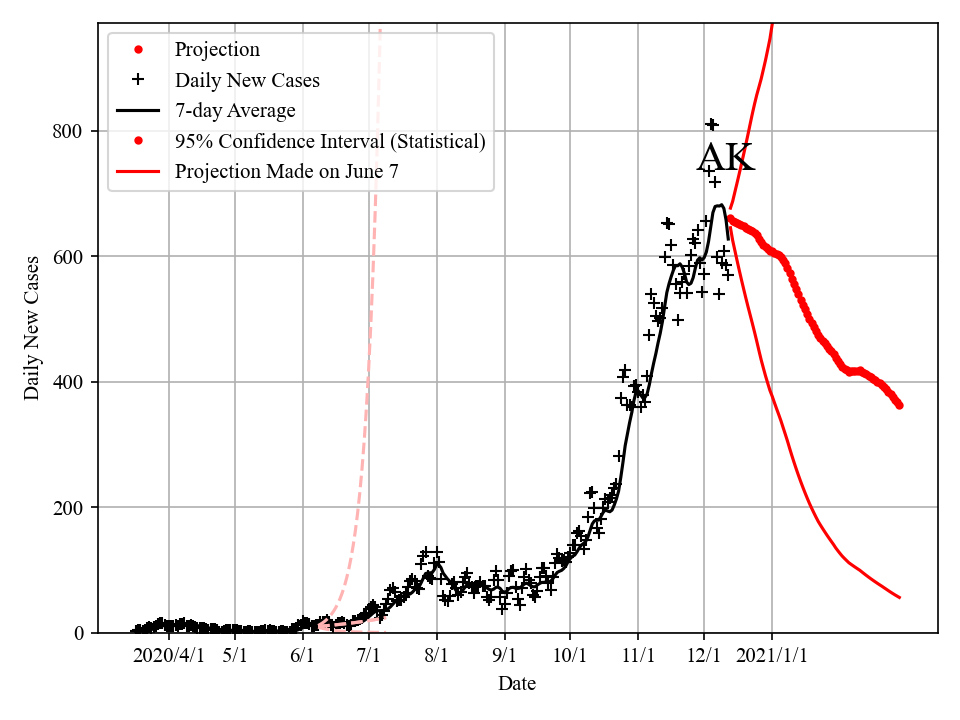 Projection
Daily New Cases
7-day Average
95% Confidence Interval (Statistical)
Projection Made on June 7
AK
Daily New Cases
800
600
400
200
0
2020/4/1 5/1 6/1 7/1 8/1 9/1 10/1 11/1 12/1 2021/1/1
Date